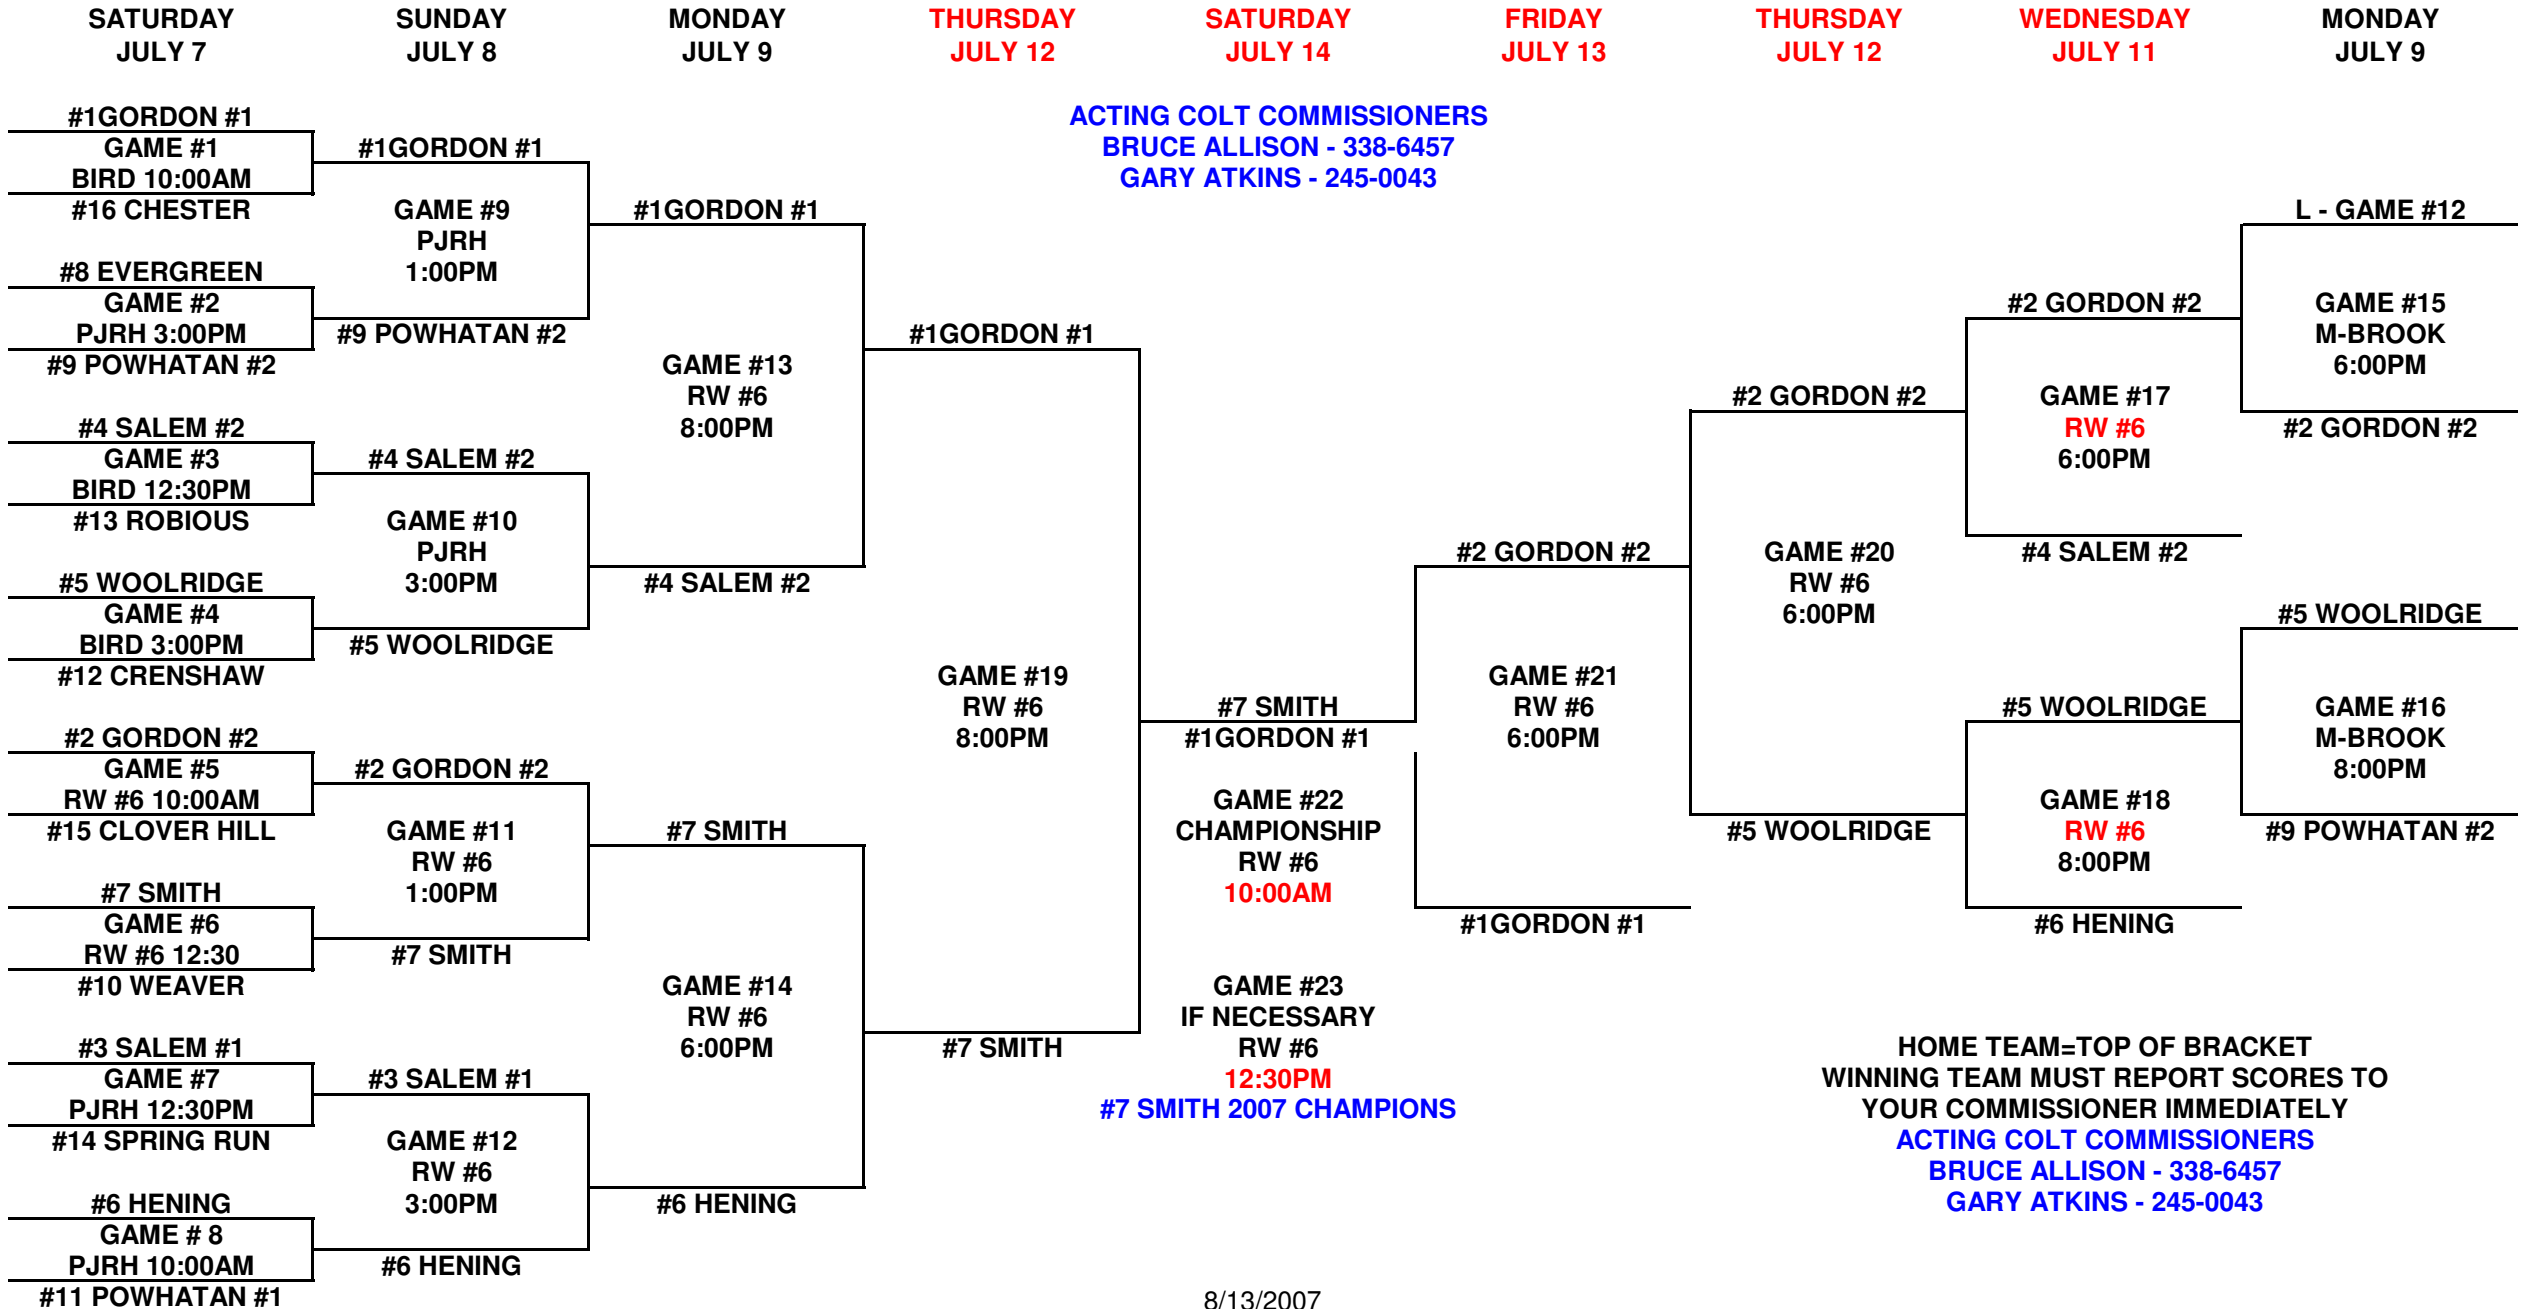 SATURDAY
JULY 7
SUNDAY
JULY 8
MONDAY
JULY 9
THURSDAY
JULY 12
SATURDAY
JULY 14
FRIDAY
JULY 13
THURSDAY
JULY 12
WEDNESDAY
JULY 11
MONDAY
JULY 9
ACTING COLT COMMISSIONERS
BRUCE ALLISON - 338-6457
GARY ATKINS - 245-0043
#1GORDON #1
GAME #1
BIRD 10:00AM
#16 CHESTER
#8 EVERGREEN
GAME #2
PJRH 3:00PM
#9 POWHATAN #2
#4 SALEM #2
GAME #3
BIRD 12:30PM
#13 ROBIOUS
#5 WOOLRIDGE
GAME #4
BIRD 3:00PM
#12 CRENSHAW
#2 GORDON #2
GAME #5
RW #6 10:00AM
#15 CLOVER HILL
#7 SMITH
GAME #6
RW #6 12:30
#10 WEAVER
#3 SALEM #1
GAME #7
PJRH 12:30PM
#14 SPRING RUN
#6 HENING
GAME # 8
PJRH 10:00AM
#11 POWHATAN #1
#1GORDON #1
GAME #9
PJRH
1:00PM
#9 POWHATAN #2
#4 SALEM #2
GAME #10
PJRH
3:00PM
#5 WOOLRIDGE
#2 GORDON #2
GAME #11
RW #6
1:00PM
#7 SMITH
#3 SALEM #1
GAME #12
RW #6
3:00PM
#6 HENING
#1GORDON #1
GAME #13
RW #6
8:00PM
#4 SALEM #2
#7 SMITH
GAME #14
RW #6
6:00PM
#6 HENING
#1GORDON #1
GAME #19
RW #6
8:00PM
#7 SMITH
#7 SMITH
#1GORDON #1
GAME #22
CHAMPIONSHIP
RW #6
10:00AM
GAME #23
IF NECESSARY
RW #6
12:30PM
#7 SMITH 2007 CHAMPIONS
#2 GORDON #2
GAME #21
RW #6
6:00PM
#1GORDON #1
#2 GORDON #2
GAME #20
RW #6
6:00PM
#5 WOOLRIDGE
#2 GORDON #2
GAME #17
RW #6
6:00PM
#4 SALEM #2
#5 WOOLRIDGE
GAME #18
RW #6
8:00PM
#6 HENING
L - GAME #12
GAME #15
M-BROOK
6:00PM
#2 GORDON #2
#5 WOOLRIDGE
GAME #16
M-BROOK
8:00PM
#9 POWHATAN #2
HOME TEAM=TOP OF BRACKET
WINNING TEAM MUST REPORT SCORES TO
YOUR COMMISSIONER IMMEDIATELY
ACTING COLT COMMISSIONERS
BRUCE ALLISON - 338-6457
GARY ATKINS - 245-0043
8/13/2007